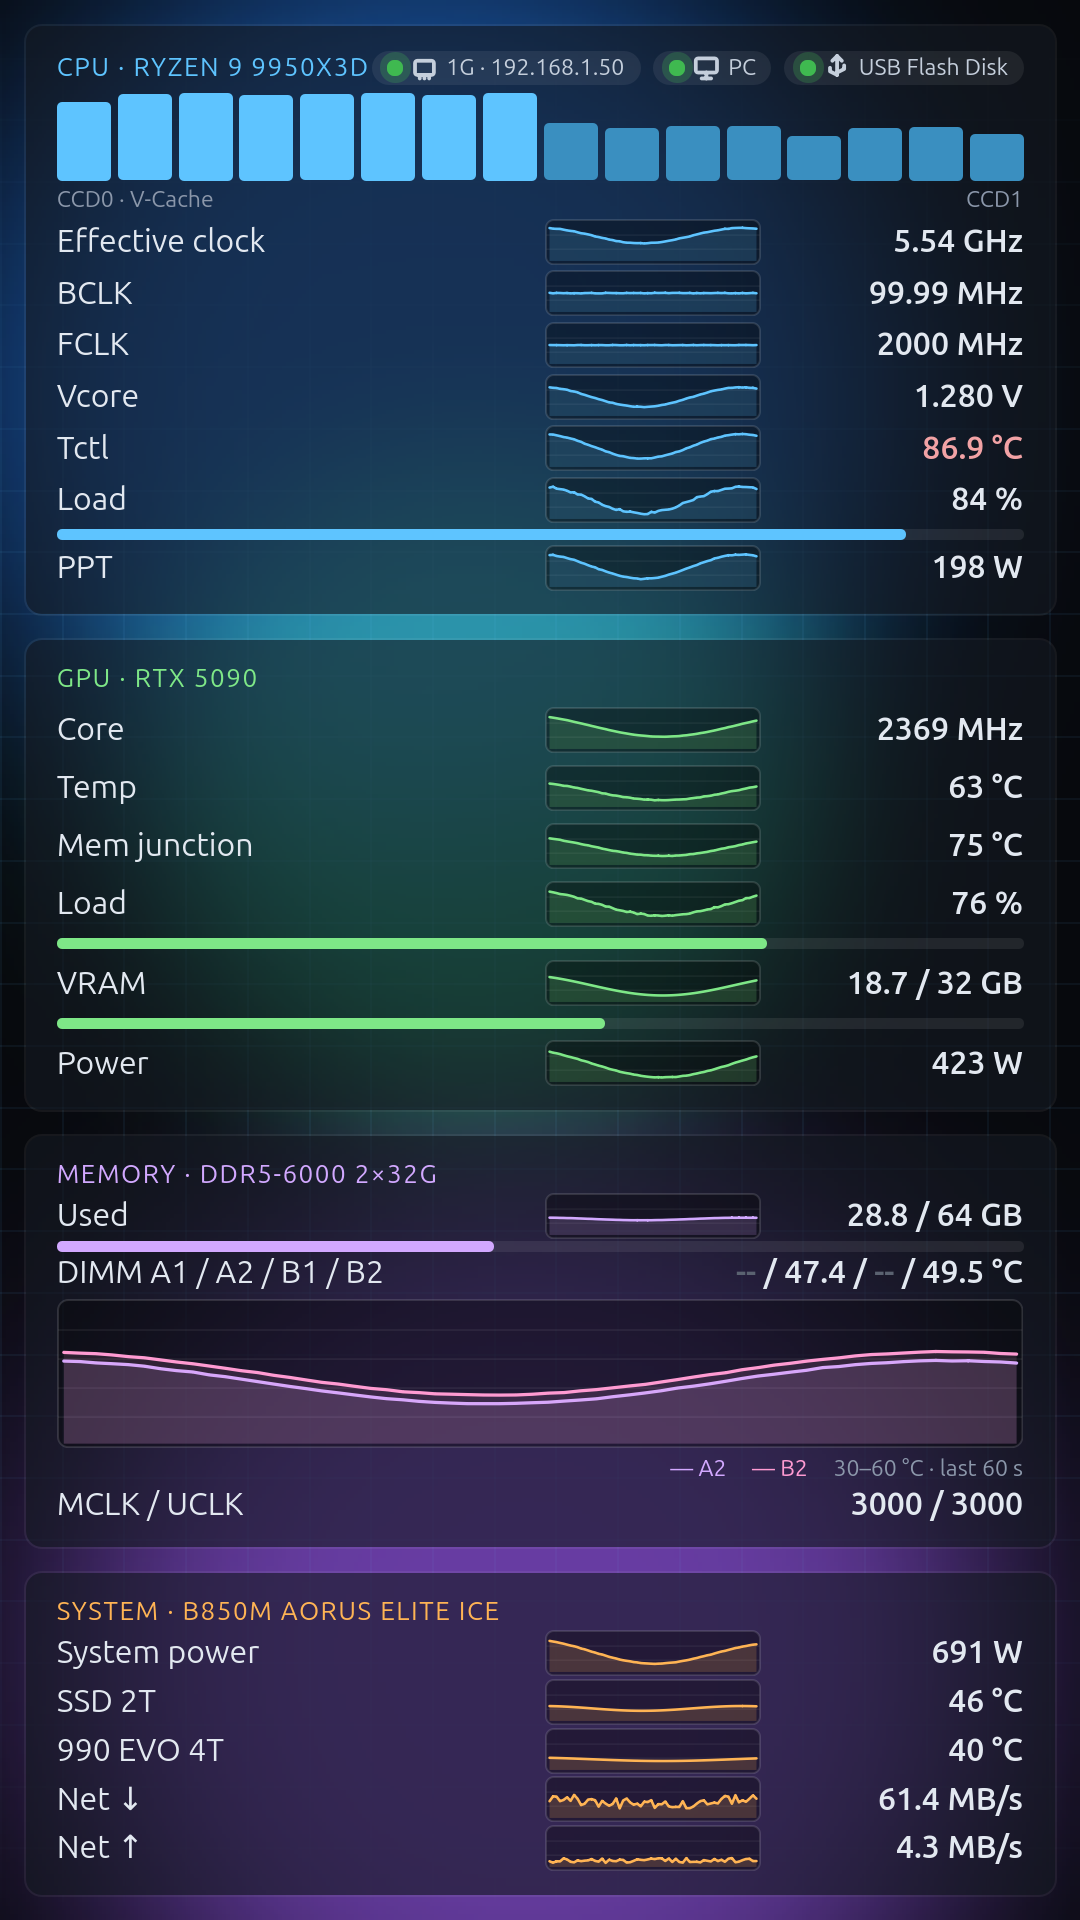 CPU · RYZEN 9 9950X3D 1G · 192.168.1.50 PC USB Flash Disk
CCD0 · V-Cache CCD1
Effective clock 5.54 GHz
BCLK 99.99 MHz
FCLK 2000 MHz
Vcore 1.280 V
Tctl 86.9 °C
Load 84 %
PPT 198 W
GPU · RTX 5090
Core 2369 MHz
Temp 63 °C
Mem junction 75 °C
Load 76 %
VRAM 18.7 / 32 GB
Power 423 W
MEMORY · DDR5-6000 2×32G
Used 28.8 / 64 GB
DIMM A1 / A2 / B1 / B2 -- / 47.4 / -- / 49.5 °C
— A2 — B2 30–60 °C · last 60 s
MCLK / UCLK 3000 / 3000
SYSTEM · B850M AORUS ELITE ICE
System power 691 W
SSD 2T 46 °C
990 EVO 4T 40 °C
Net ↓ 61.4 MB/s
Net ↑ 4.3 MB/s